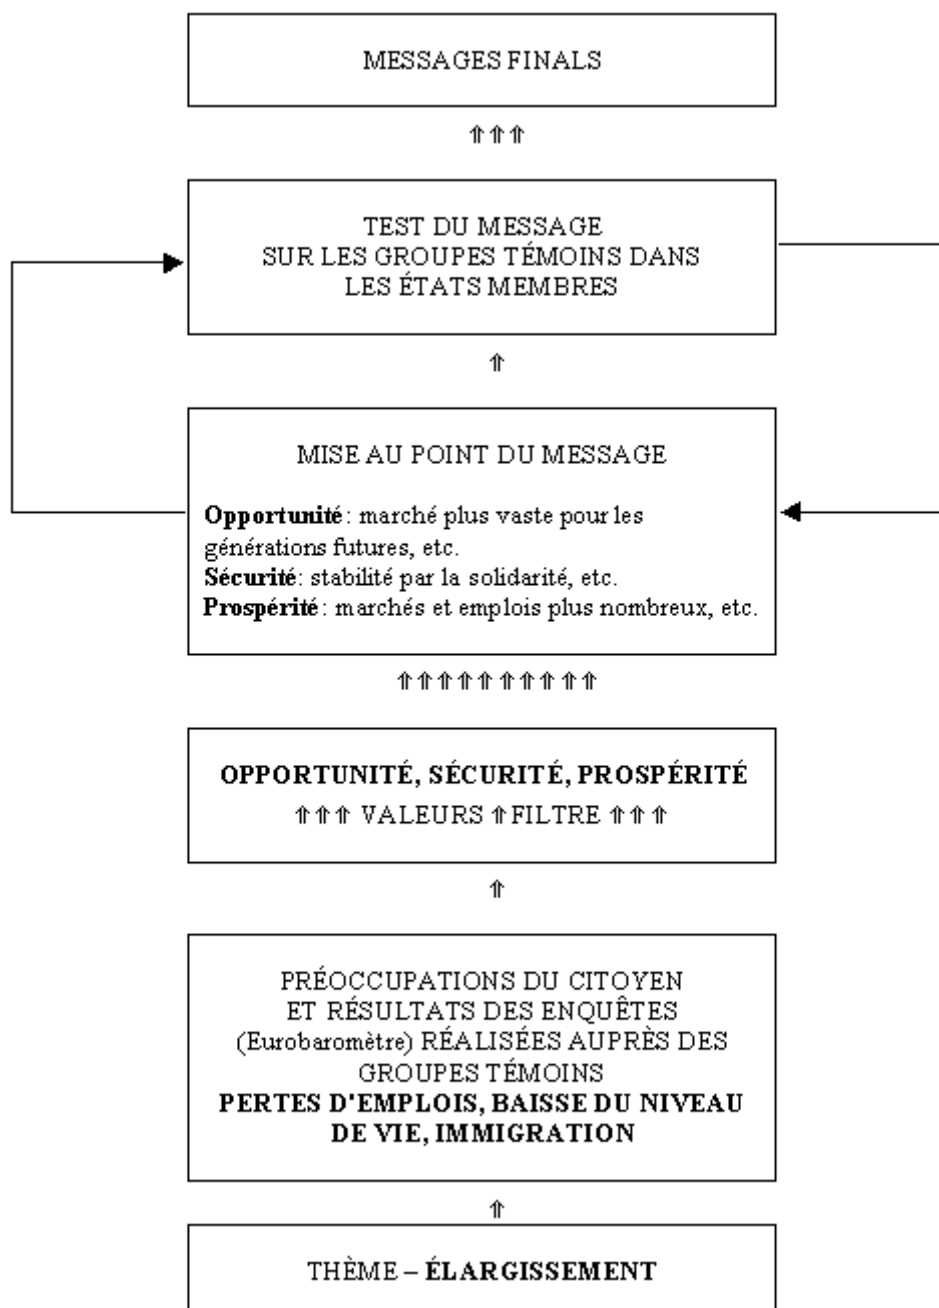 MESSAGES FINALS
⇑⇑⇑
TEST DU MESSAGE
SUR LES GROUPES TÉMOINS DANS
LES ÉTATS MEMBRES
⇑
MISE AU POINT DU MESSAGE
Opportunité: marché plus vaste pour les
générations futures, etc.
Sécurité: stabilité par la solidarité, etc.
Prospérité: marchés et emplois plus nombreux, etc.
⇑⇑⇑⇑⇑⇑⇑⇑⇑⇑
OPPORTUNITÉ, SÉCURITÉ, PROSPÉRITÉ
⇑⇑⇑ VALEURS ⇑FILTRE ⇑⇑⇑
⇑
PRÉOCCUPATIONS DU CITOYEN
ET RÉSULTATS DES ENQUÊTES
(Eurobaromètre) RÉALISÉES AUPRÈS DES
GROUPES TÉMOINS
PERTES D'EMPLOIS, BAISSE DU NIVEAU
DE VIE, IMMIGRATION
⇑
THÈME – ÉLARGISSEMENT